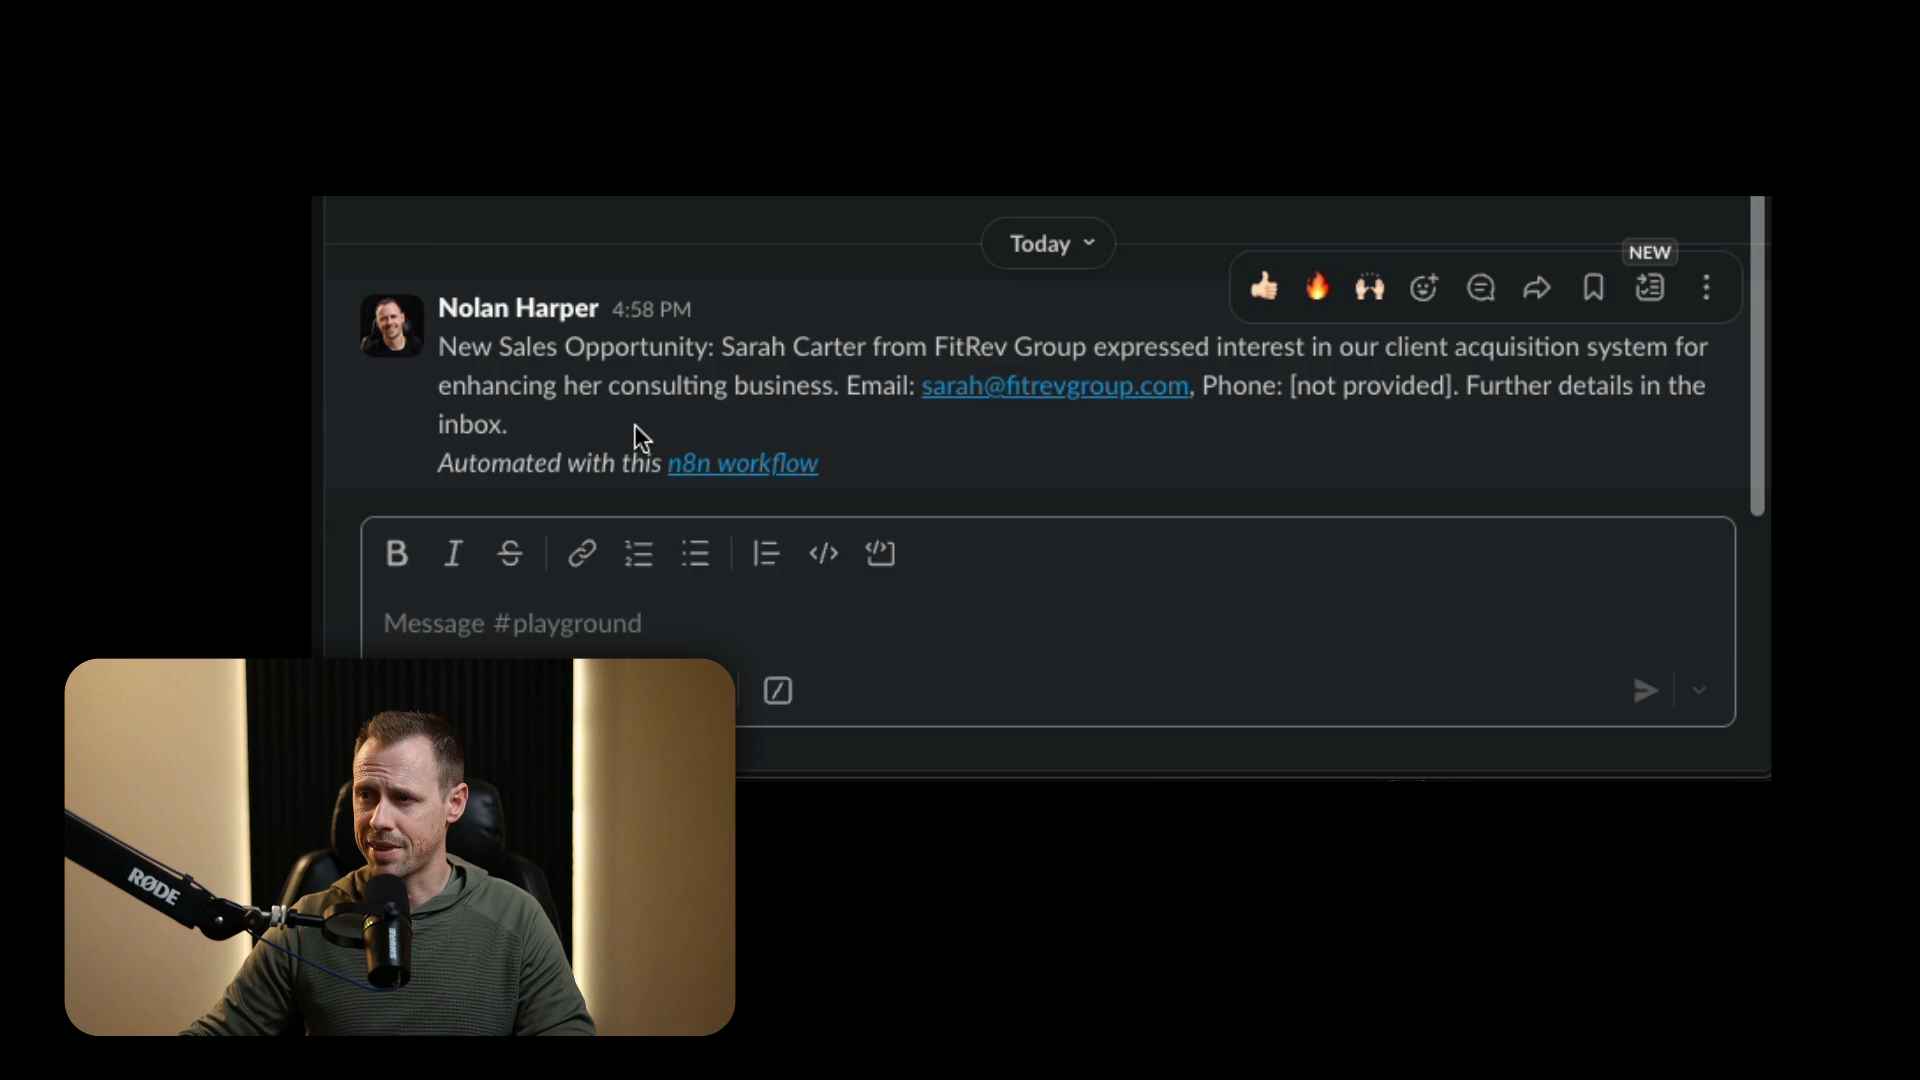 Today
NEW
Nolan Harper 4:58 PM
New Sales Opportunity: Sarah Carter from FitRev Group expressed interest in our client acquisition system for
enhancing her consulting business. Email: sarah@fitrevgroup.com, Phone: [not provided]. Further details in the
inbox.
Automated with this n8n workflow
Message #playground
RØDE
SHURE